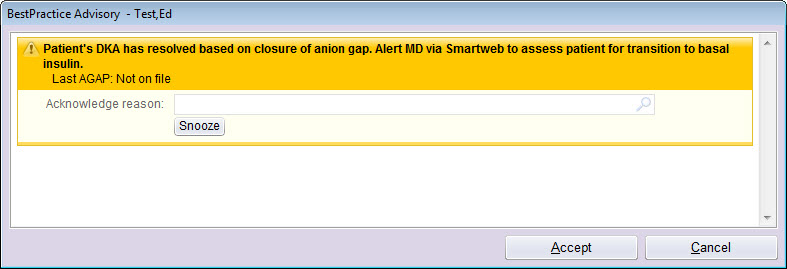 BestPractice Advisory - Test,Ed
Patient's DKA has resolved based on closure of anion gap. Alert MD via Smartweb to assess patient for transition to basal
insulin.
Last AGAP: Not on file
Acknowledge reason:
Snooze
Accept
Cancel